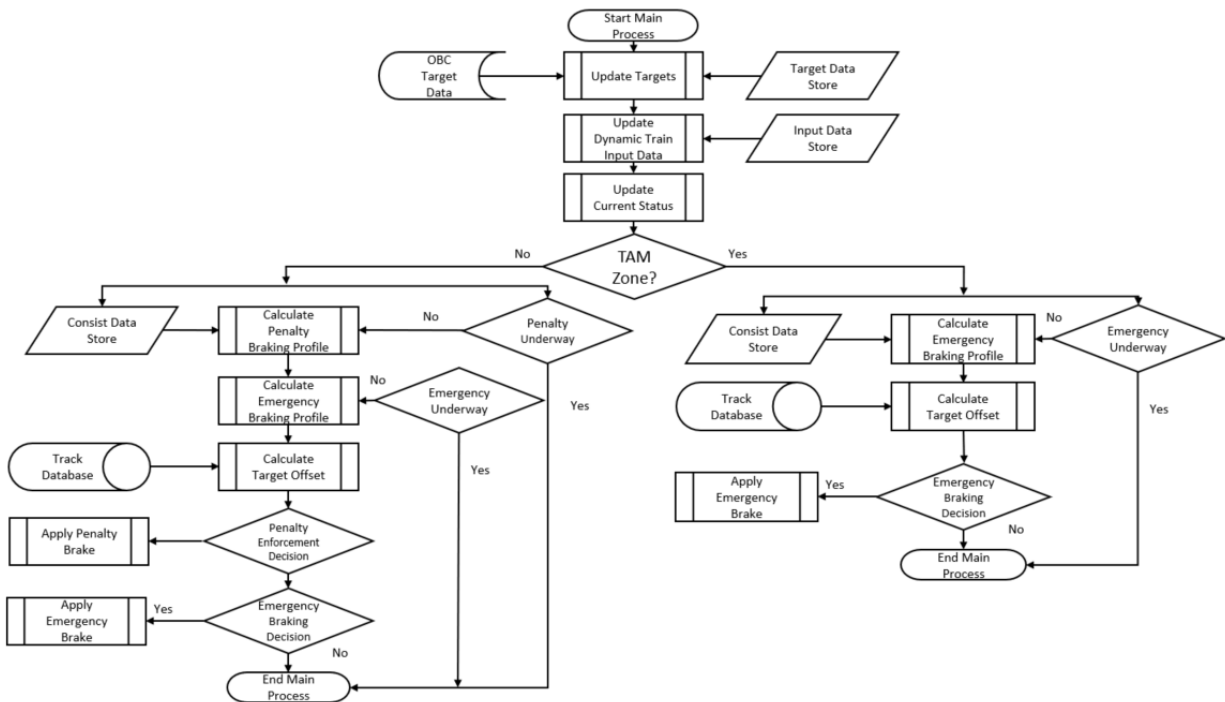 Start Main
Process
OBC
Target
Data
Update Targets
Target Data
Store
Update
Dynamic Train
Input Data
Input Data
Store
Update
Current Status
No
TAM
Zone?
Yes
Consist Data
Store
Calculate
Penalty
Braking Profile
No
Penalty
Underway
Calculate
Emergency
Braking Profile
No
Emergency
Underway
Yes
Track
Database
Calculate
Target Offset
Yes
Apply Penalty
Brake
Penalty
Enforcement
Decision
Apply
Emergency
Brake
Yes
Emergency
Braking
Decision
No
End Main
Process
Consist Data
Store
Calculate
Emergency
Braking Profile
No
Emergency
Underway
Track
Database
Calculate
Target Offset
Yes
Apply
Emergency
Brake
Yes
Emergency
Braking
Decision
No
End Main
Process